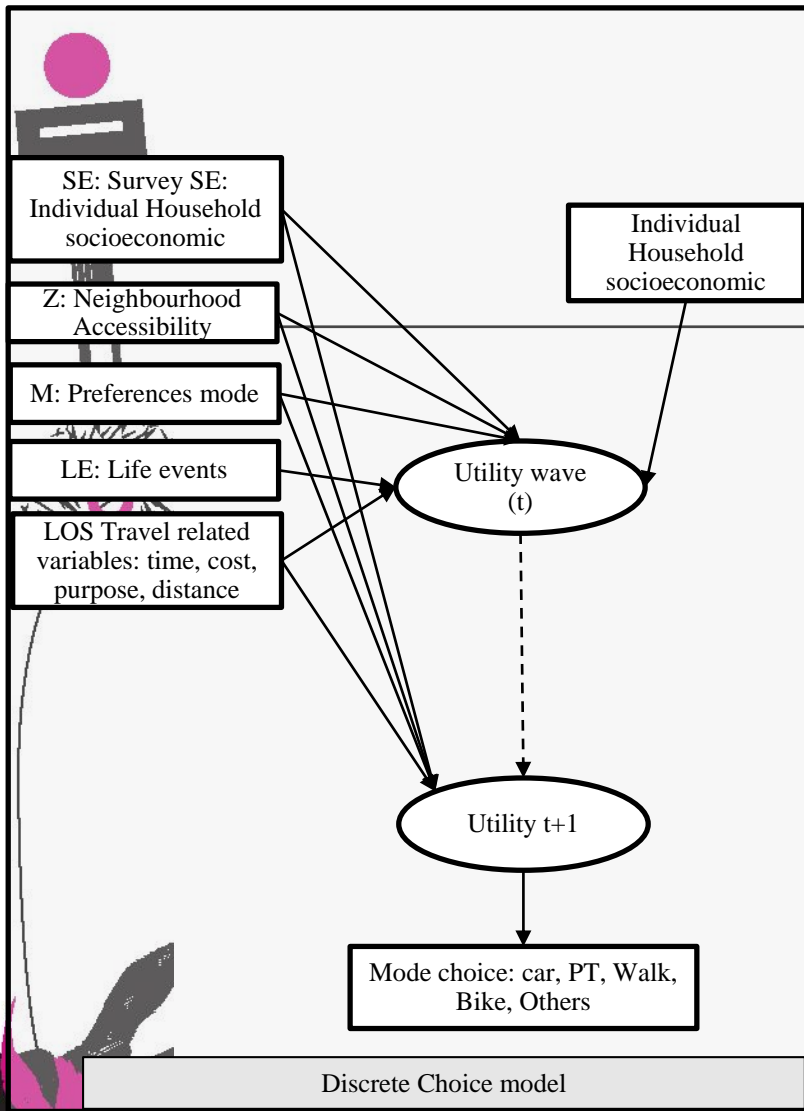 SE: Survey SE:
Individual Household
socioeconomic
Individual
Household
socioeconomic
Z: Neighbourhood
Accessibility
M: Preferences mode
LE: Life events
Utility wave
(t)
LOS Travel related
variables: time, cost,
purpose, distance
Utility t+1
Mode choice: car, PT, Walk,
Bike, Others
Discrete Choice model